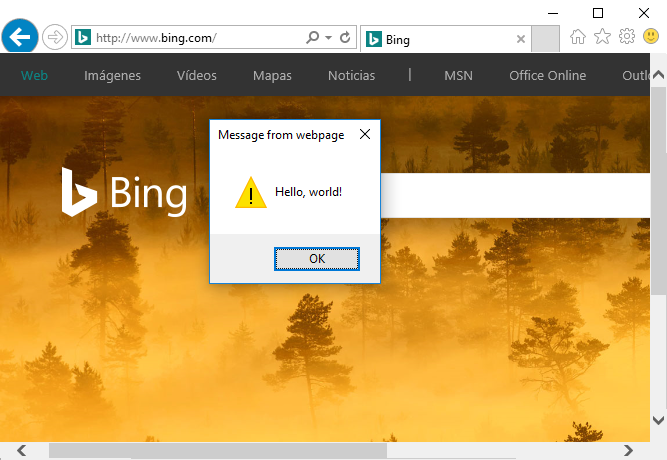 http://www.bing.com/
Bing
Web Imágenes Vídeos Mapas Noticias | MSN Office Online Outlo
Message from webpage
Bing
Hello, world!
OK